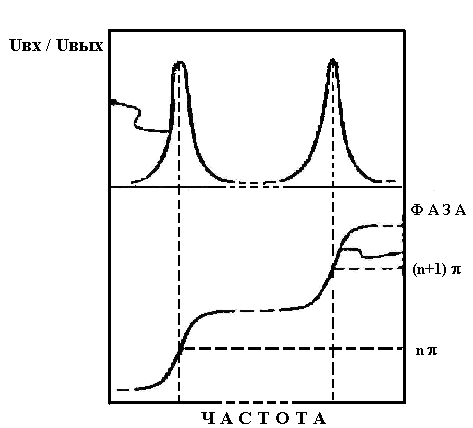 Uвх / Uвых
Ф А З А
(n+1) π
n π
Ч А С Т О Т А